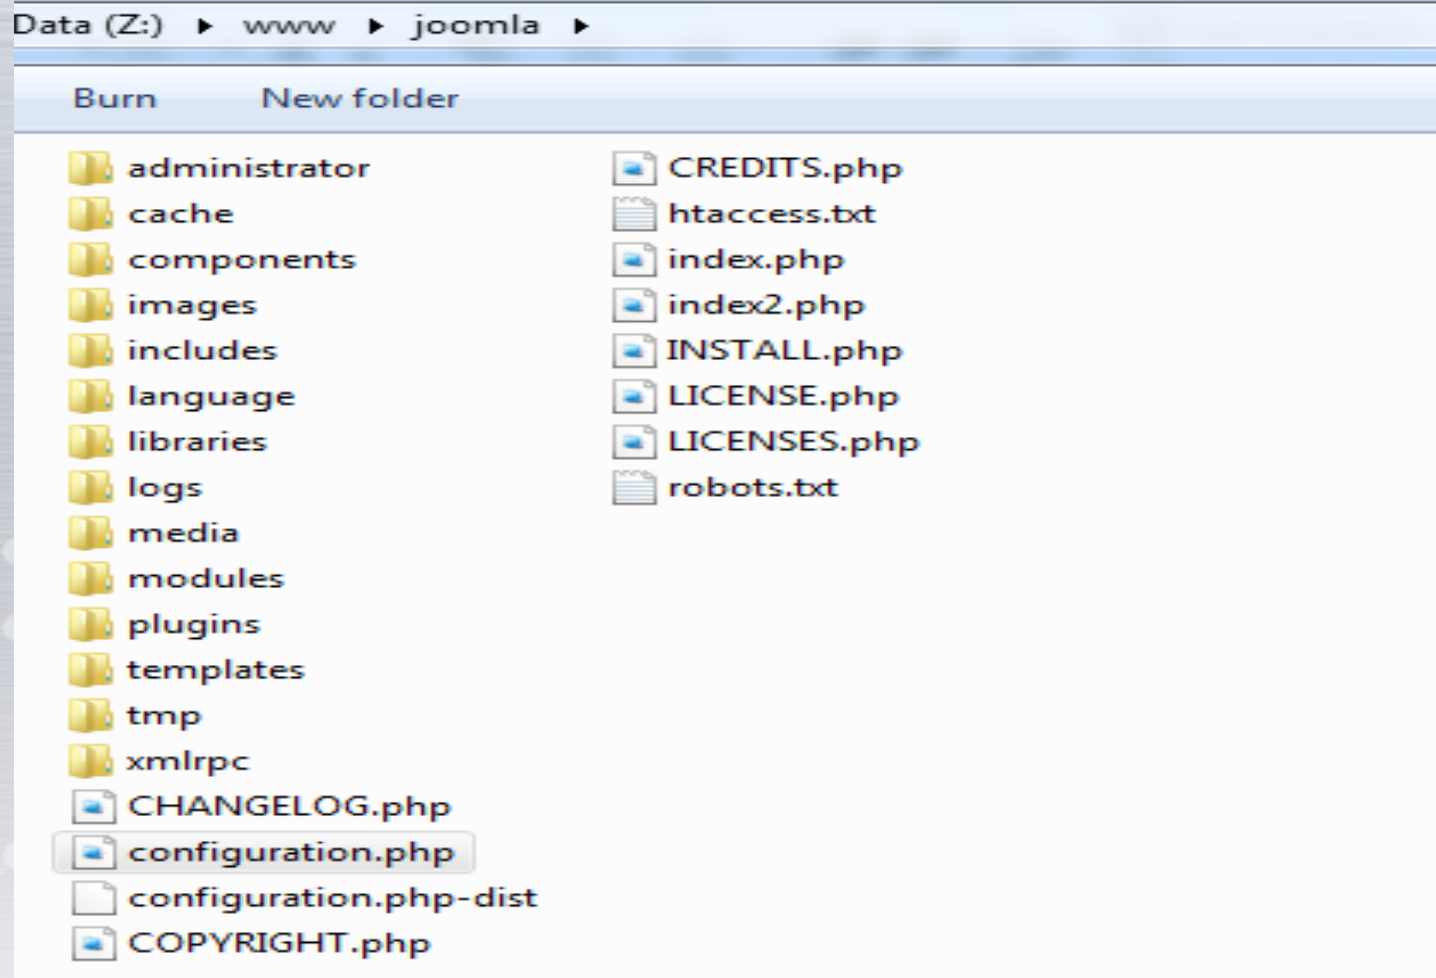 Data (Z:) ▸ www ▸ joomla ▸
Burn New folder
administrator
cache
components
images
includes
language
libraries
logs
media
modules
plugins
templates
tmp
xmlrpc
CHANGELOG.php
configuration.php
configuration.php-dist
COPYRIGHT.php
CREDITS.php
htaccess.txt
index.php
index2.php
INSTALL.php
LICENSE.php
LICENSES.php
robots.txt